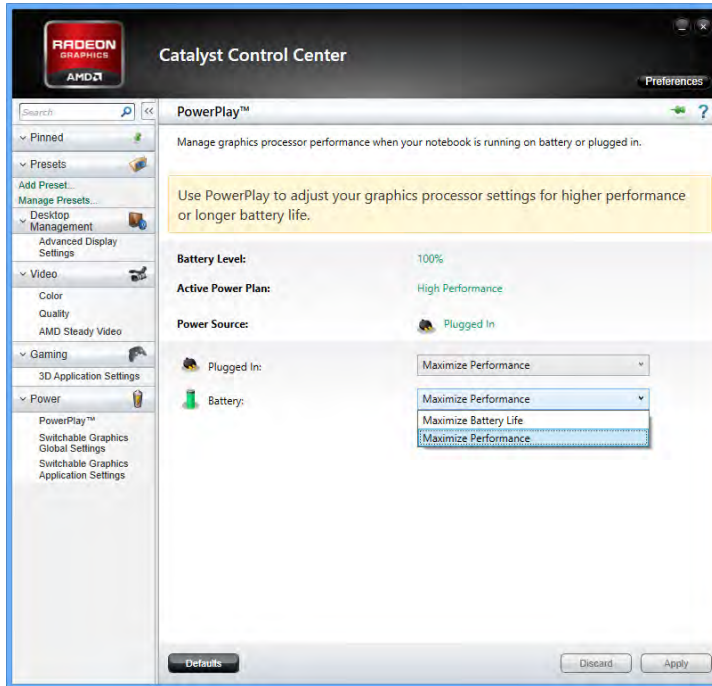 RADEON
GRAPHICS
AMD
Catalyst Control Center
Preferences
Search
<<
PowerPlay™
?
Pinned
Presets
Add Preset...
Manage Presets...
Desktop
Management
Advanced Display
Settings
Video
Color
Quality
AMD Steady Video
Gaming
3D Application Settings
Power
PowerPlay™
Switchable Graphics
Global Settings
Switchable Graphics
Application Settings
Manage graphics processor performance when your notebook is running on battery or plugged in.
Use PowerPlay to adjust your graphics processor settings for higher performance
or longer battery life.
Battery Level: 100%
Active Power Plan: High Performance
Power Source: Plugged In
Plugged In: Maximize Performance
Battery: Maximize Performance
Maximize Battery Life
Maximize Performance
Defaults
Discard
Apply